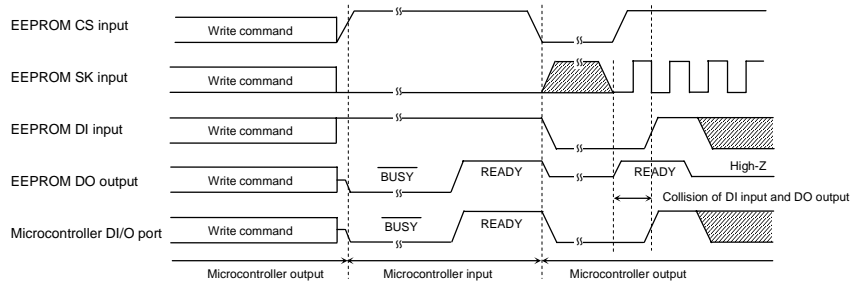 EEPROM CS input
Write command
EEPROM SK input
Write command
EEPROM DI input
Write command
EEPROM DO output
Write command
BUSY
READY
READY
High-Z
Collision of DI input and DO output
Microcontroller DI/O port
Write command
BUSY
READY
Microcontroller output
Microcontroller input
Microcontroller output